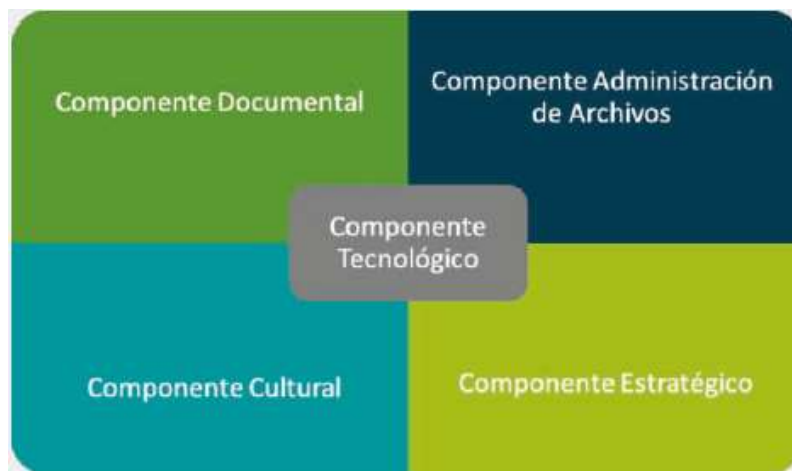 Componente Documental
Componente Administración
de Archivos
Componente
Tecnológico
Componente Cultural
Componente Estratégico